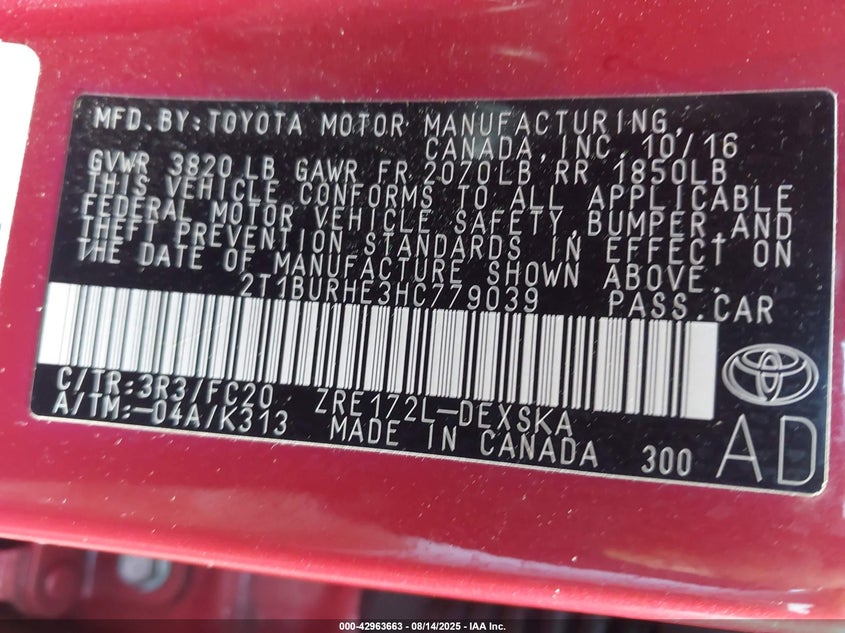 MFD.BY:TOYOTA MOTOR MANUFACTURING,
CANADA,INC. 10/16
GVWR 3820 LB GAWR FR 2070LB RR 1850LB
THIS VEHICLE CONFORMS TO ALL APPLICABLE
FEDERAL MOTOR VEHICLE SAFETY,BUMPER,AND
THEFT PREVENTION STANDARDS IN EFFECT ON
THE DATE OF MANUFACTURE SHOWN ABOVE.
2T1BURHE3HC779039 PASS.CAR
C/TR:3R3/FC20 ZRE172L-DEXSKA
A/TM:-04A/K313 MADE IN CANADA 300 AD
000-42963663 - 08/14/2025 - IAA Inc.